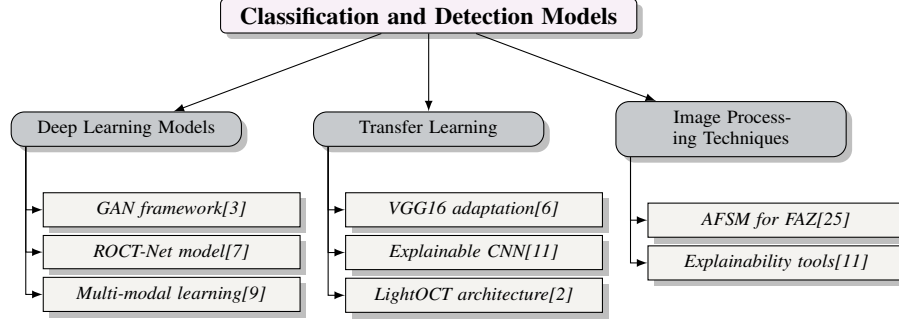 Classification and Detection Models
Deep Learning Models
GAN framework[3]
ROCT-Net model[7]
Multi-modal learning[9]
Transfer Learning
VGG16 adaptation[6]
Explainable CNN[11]
LightOCT architecture[2]
Image Process-
ing Techniques
AFSM for FAZ[25]
Explainability tools[11]